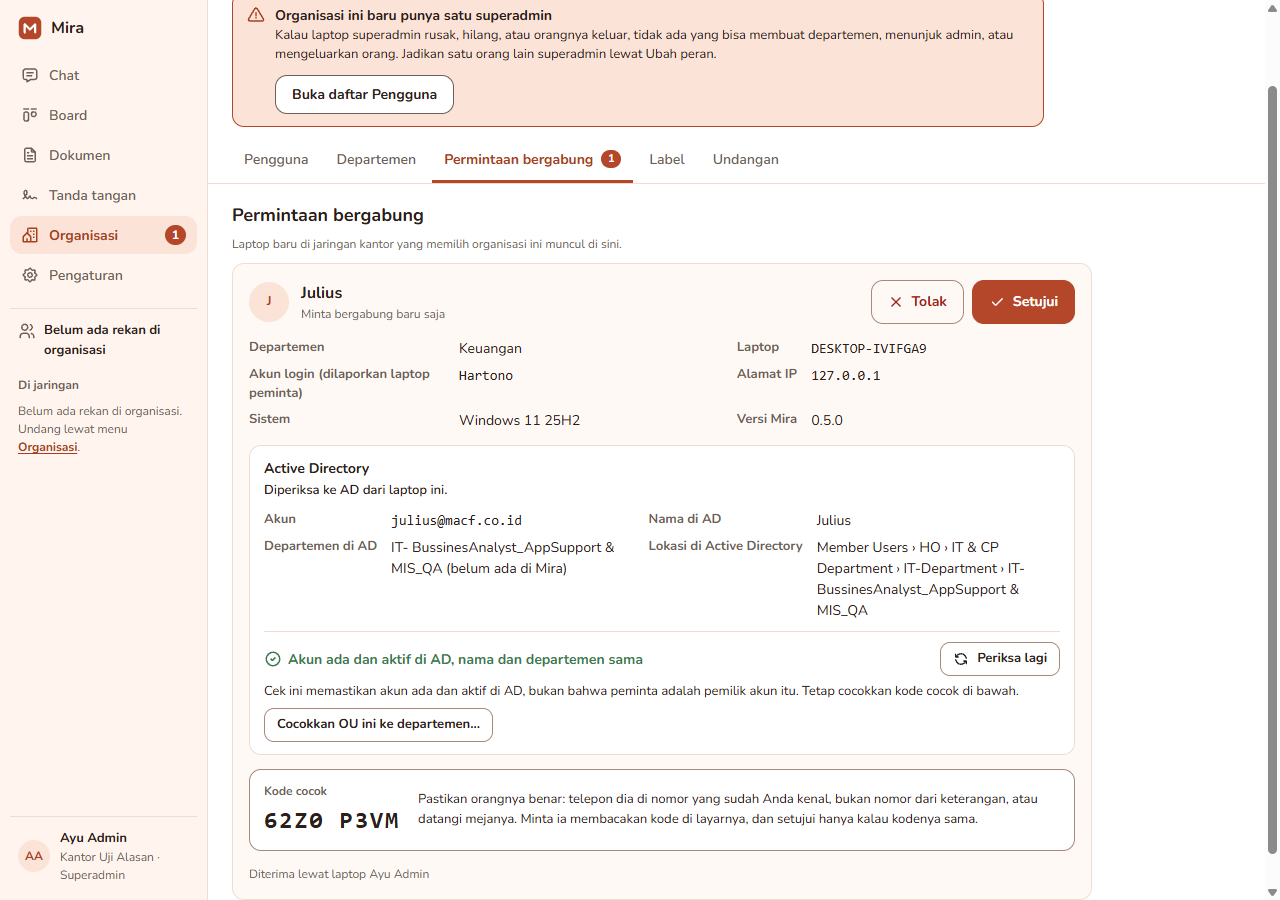 Mira
Chat
Board
Dokumen
Tanda tangan
Organisasi 1
Pengaturan
Belum ada rekan di
organisasi
Di jaringan
Belum ada rekan di organisasi.
Undang lewat menu
Organisasi.
AA
Ayu Admin
Kantor Uji Alasan ·
Superadmin
Organisasi ini baru punya satu superadmin
Kalau laptop superadmin rusak, hilang, atau orangnya keluar, tidak ada yang bisa membuat departemen, menunjuk admin, atau
mengeluarkan orang. Jadikan satu orang lain superadmin lewat Ubah peran.
Buka daftar Pengguna
Pengguna Departemen Permintaan bergabung 1 Label Undangan
Permintaan bergabung
Laptop baru di jaringan kantor yang memilih organisasi ini muncul di sini.
J
Julius
Minta bergabung baru saja
Tolak Setujui
Departemen Keuangan Laptop DESKTOP-IVIFGA9
Akun login (dilaporkan laptop
peminta) Hartono Alamat IP 127.0.0.1
Sistem Windows 11 25H2 Versi Mira 0.5.0
Active Directory
Diperiksa ke AD dari laptop ini.
Akun julius@macf.co.id Nama di AD Julius
Departemen di AD IT- BussinesAnalyst_AppSupport &
MIS_QA (belum ada di Mira)
Lokasi di Active Directory Member Users › HO › IT & CP
Department › IT-Department › IT-
BussinesAnalyst_AppSupport &
MIS_QA
Akun ada dan aktif di AD, nama dan departemen sama
Periksa lagi
Cek ini memastikan akun ada dan aktif di AD, bukan bahwa peminta adalah pemilik akun itu. Tetap cocokkan kode cocok di bawah.
Cocokkan OU ini ke departemen...
Kode cocok
62Z0 P3VM
Pastikan orangnya benar: telepon dia di nomor yang sudah Anda kenal, bukan nomor dari keterangan, atau
datangi mejanya. Minta ia membacakan kode di layarnya, dan setujui hanya kalau kodenya sama.
Diterima lewat laptop Ayu Admin